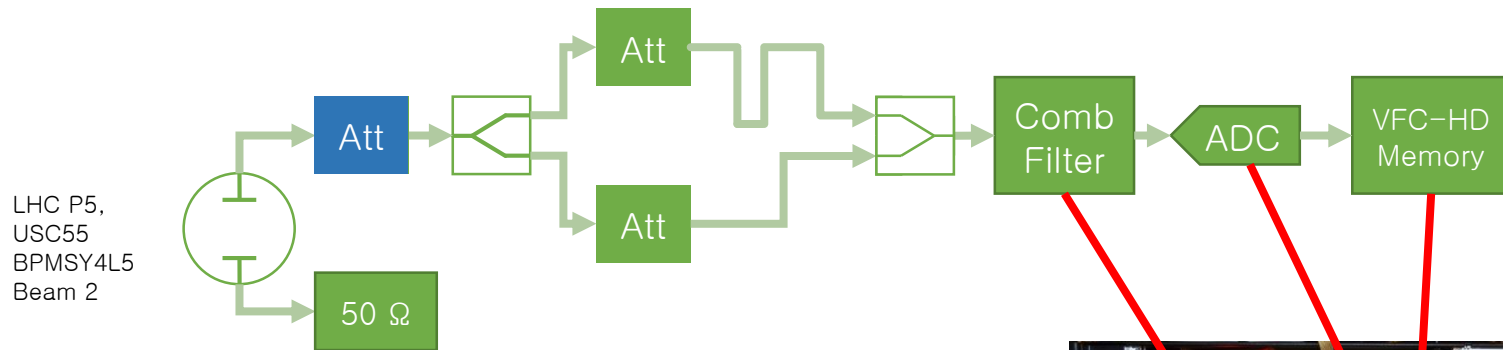 LHC P5,
USC55
BPMSY4L5
Beam 2
Att
50 Ω
Att
Att
Comb
Filter
ADC
VFC-HD
Memory